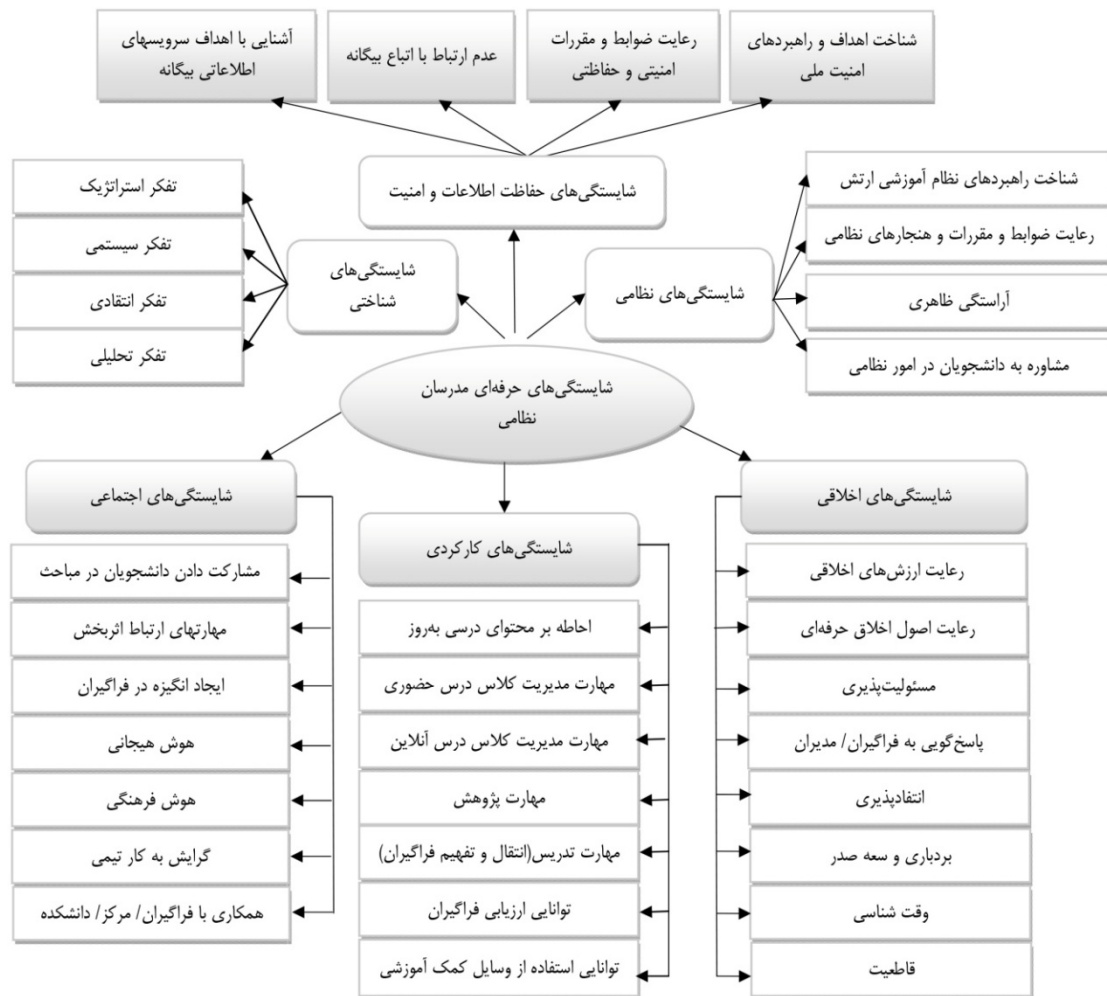 شناخت اهداف و راهبردهای
امنیت ملی
رعایت ضوابط و مقررات
امنیتی و حفاظتی
عدم ارتباط با اتباع بیگانه
آشنایی با اهداف سرویسهای
اطلاعاتی بیگانه
شایستگی‌های حفاظت اطلاعات و امنیت
شناخت راهبردهای نظام آموزشی ارتش
رعایت ضوابط و مقررات و هنجارهای نظامی
آراستگی ظاهری
مشاوره به دانشجویان در امور نظامی
شایستگی‌های نظامی
شایستگی‌های
شناختی
تفکر استراتژیک
تفکر سیستمی
تفکر انتقادی
تفکر تحلیلی
شایستگی‌های حرفه‌ای مدرسان
نظامی
شایستگی‌های اخلاقی
رعایت ارزش‌های اخلاقی
رعایت اصول اخلاق حرفه‌ای
مسئولیت‌پذیری
پاسخ‌گویی به فراگیران/ مدیران
انتقادپذیری
بردباری و سعه صدر
وقت شناسی
قاطعیت
شایستگی‌های کارکردی
احاطه بر محتوای درسی به‌روز
مهارت مدیریت کلاس درس حضوری
مهارت مدیریت کلاس درس آنلاین
مهارت پژوهش
مهارت تدریس(انتقال و تفهیم فراگیران)
توانایی ارزیابی فراگیران
توانایی استفاده از وسایل کمک آموزشی
شایستگی‌های اجتماعی
مشارکت دادن دانشجویان در مباحث
مهارتهای ارتباط اثربخش
ایجاد انگیزه در فراگیران
هوش هیجانی
هوش فرهنگی
گرایش به کار تیمی
همکاری با فراگیران/ مرکز/ دانشکده